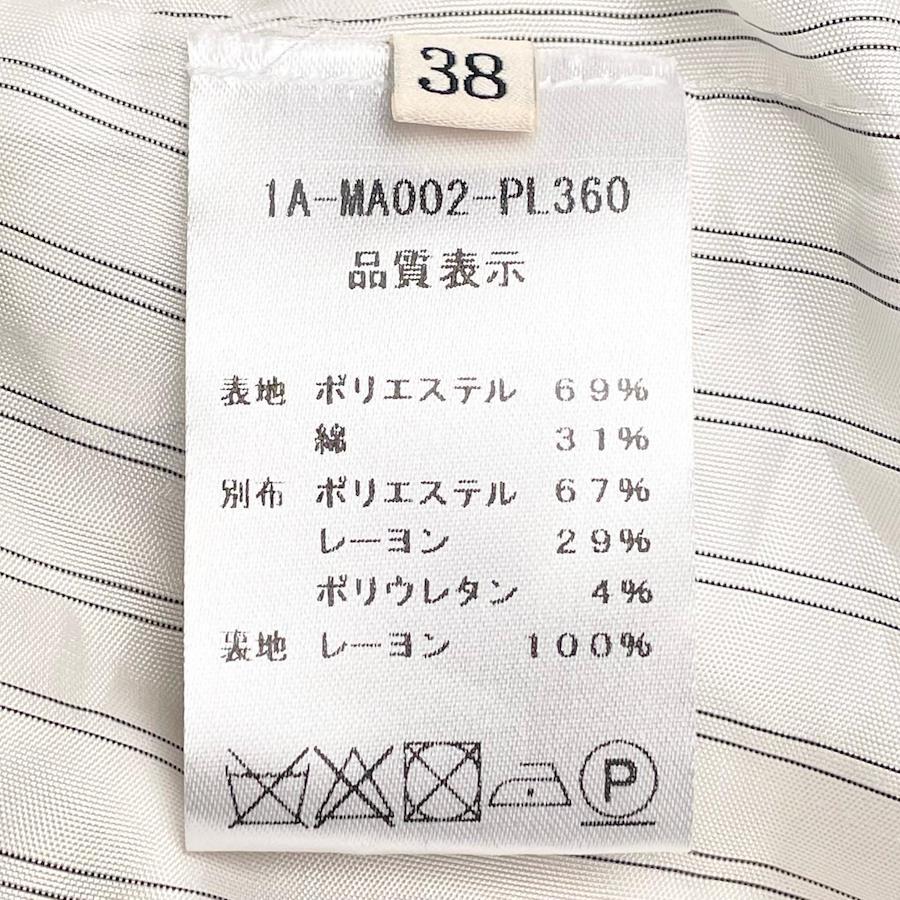 38
1A-MA002-PL360
品質表示
表地 ポリエステル 69%
綿 31%
別布 ポリエステル 67%
レーヨン 29%
ポリウレタン 4%
裏地 レーヨン 100%
P